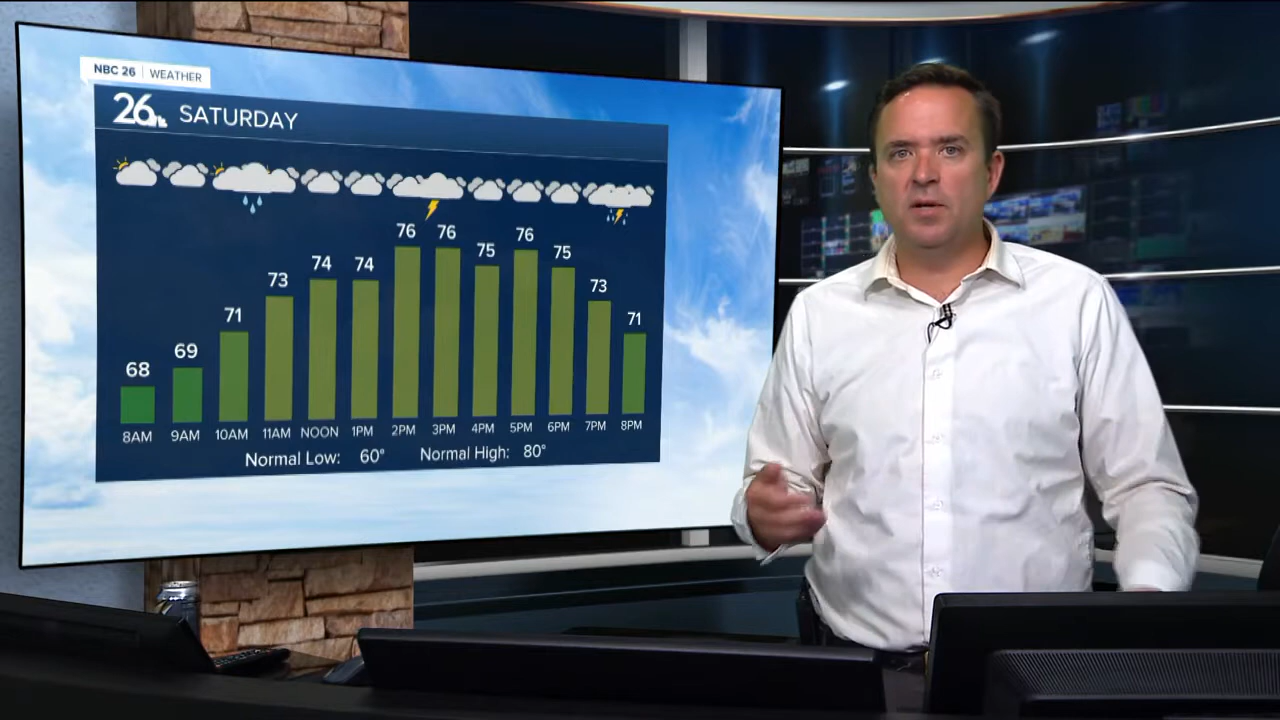 NBC 26 | WEATHER
26 SATURDAY
76 76 75 76 75
74 74
73 73
71 71
68 69
8AM 9AM 10AM 11AM NOON 1PM 2PM 3PM 4PM 5PM 6PM 7PM 8PM
Normal Low: 60° Normal High: 80°